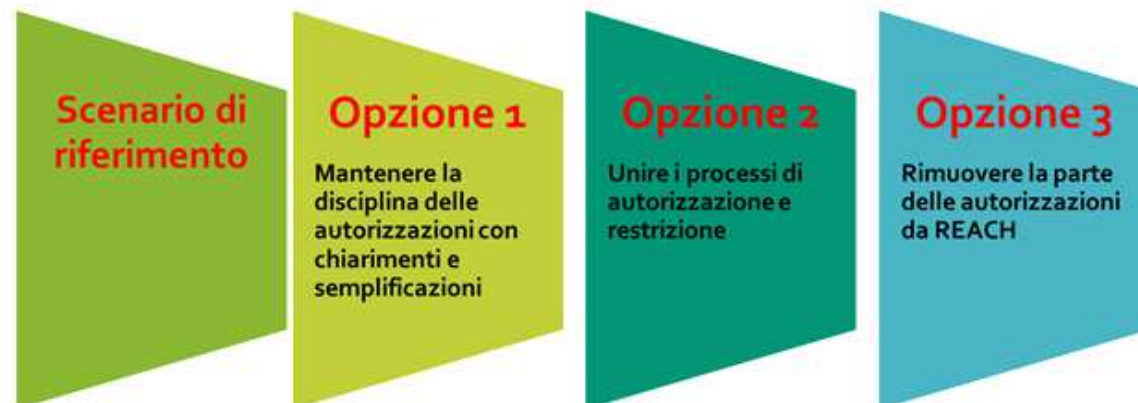 Scenario di
riferimento
Opzione 1
Mantenere la
disciplina delle
autorizzazioni con
chiarimenti e
semplificazioni
Opzione 2
Unire i processi di
autorizzazione e
restrizione
Opzione 3
Rimuovere la parte
delle autorizzazioni
da REACH